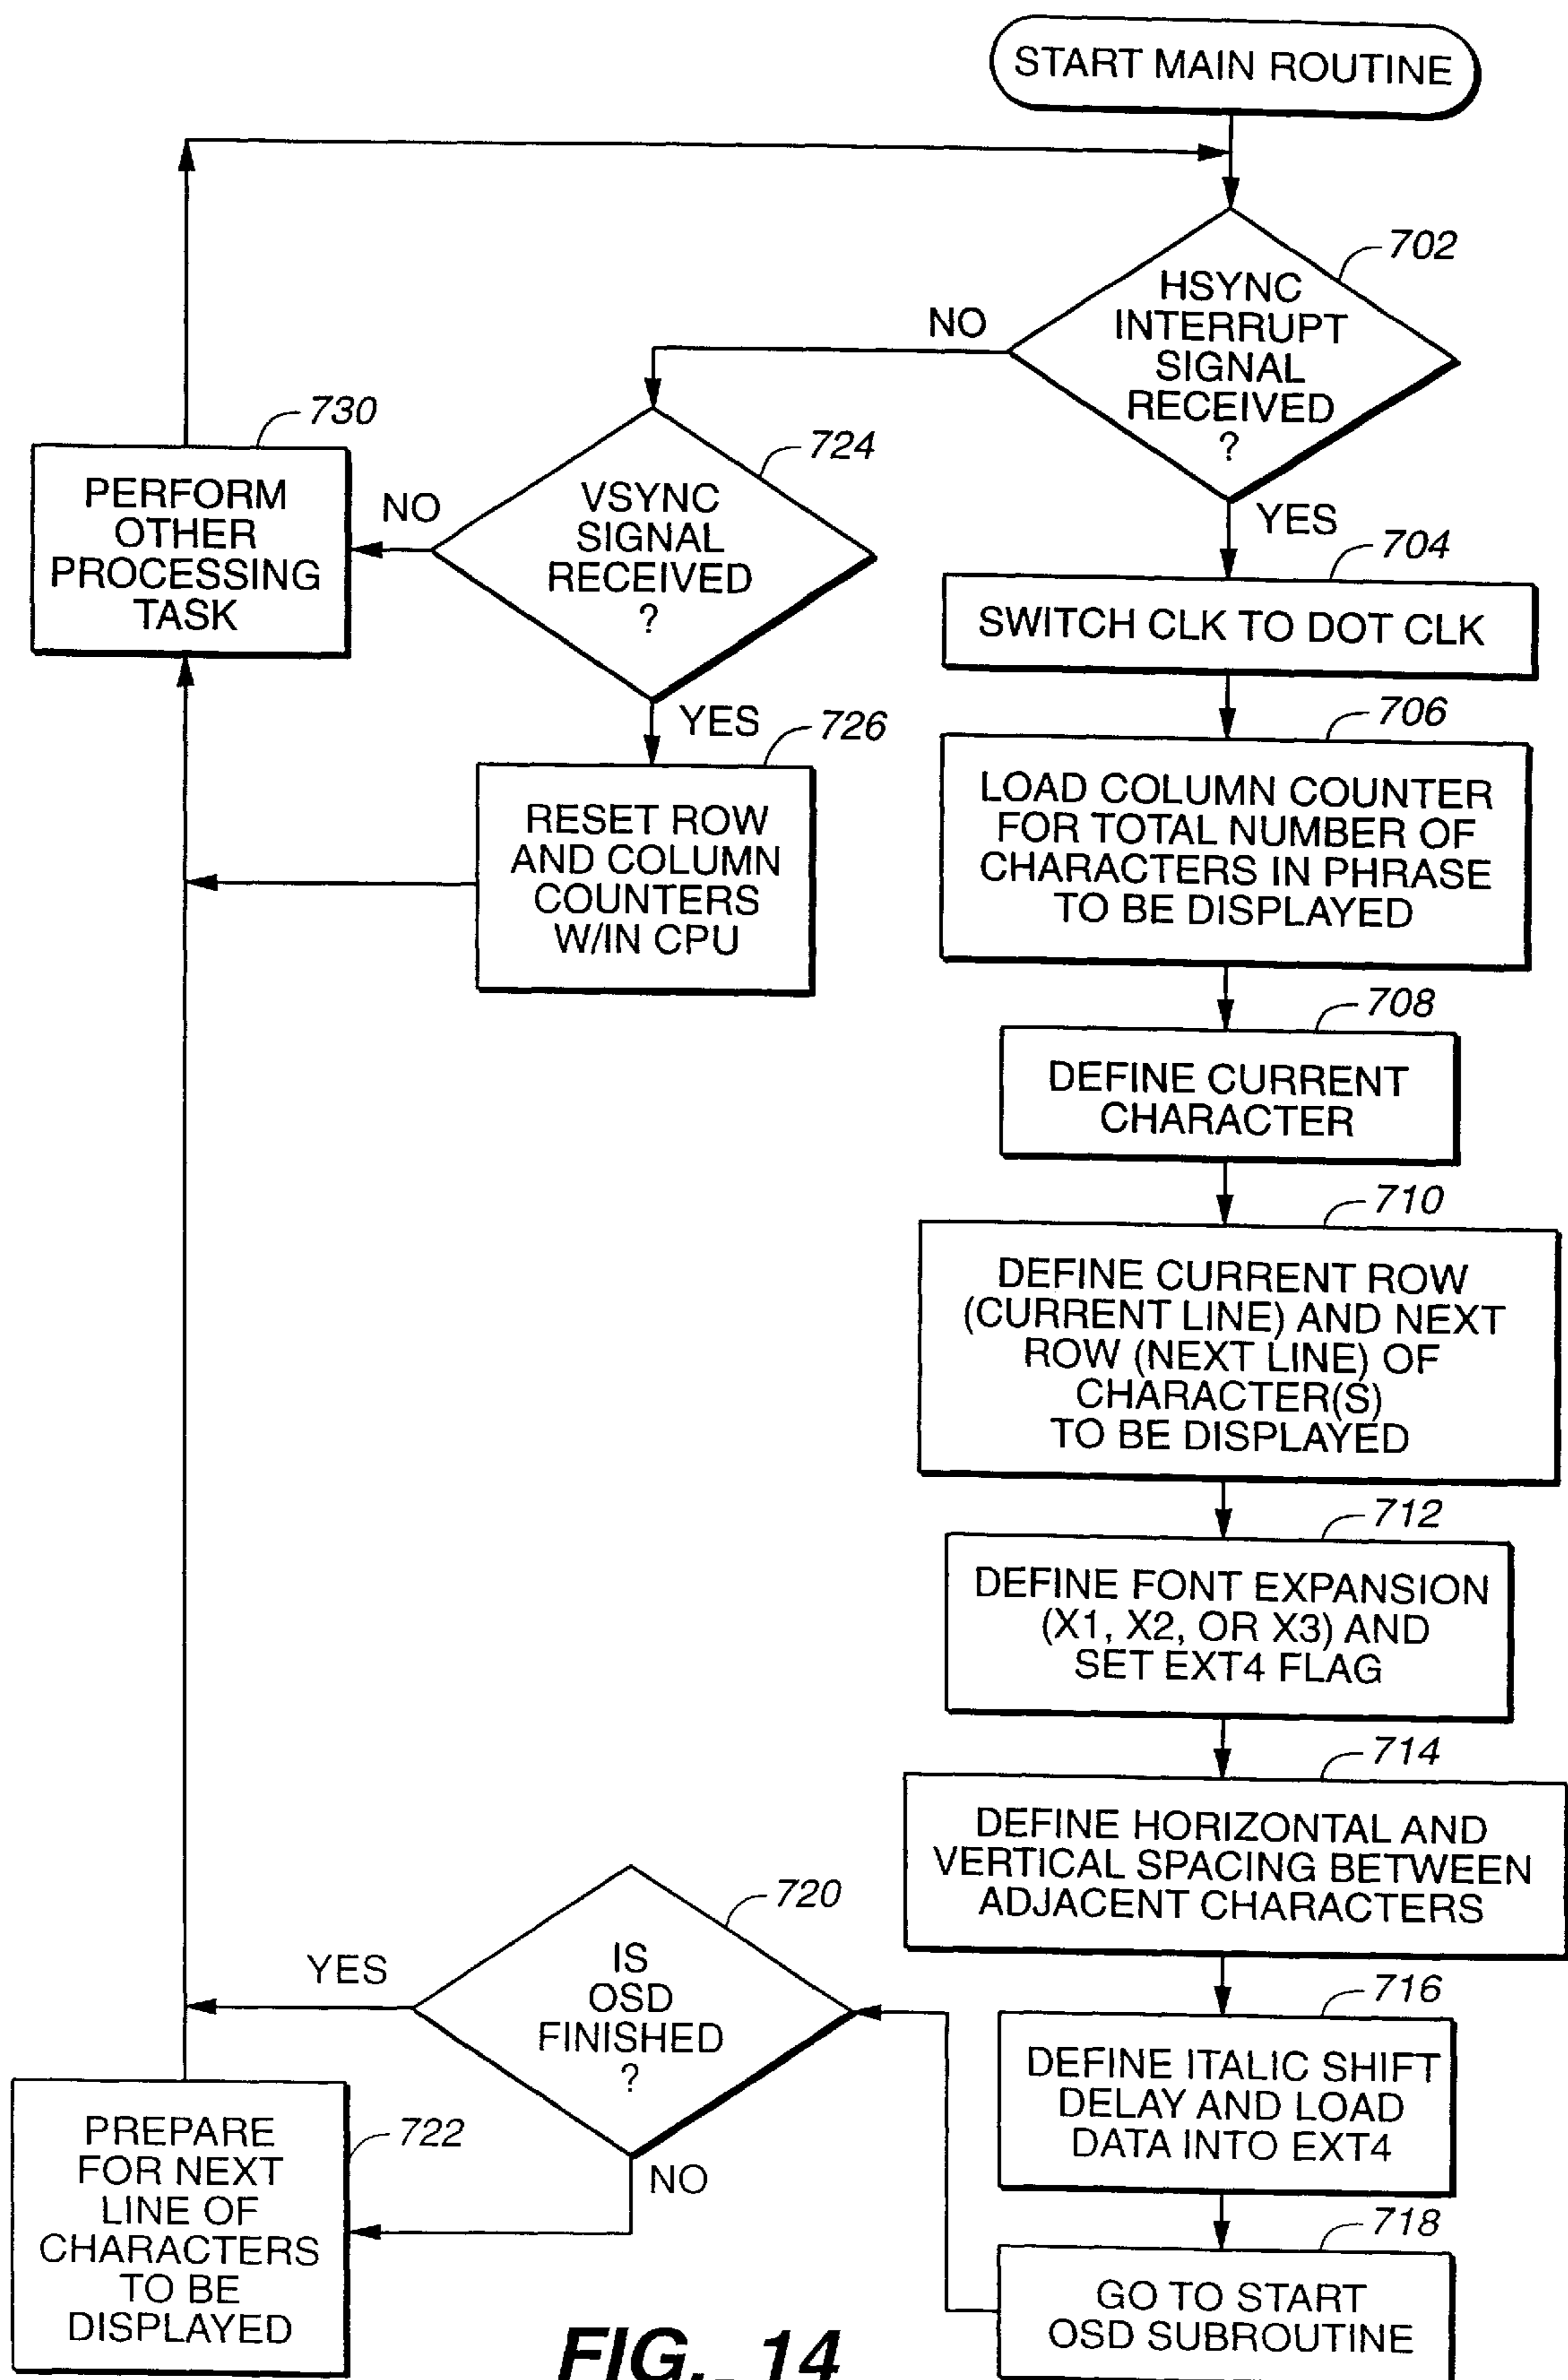 START MAIN ROUTINE
702
HSYNC
INTERRUPT
SIGNAL
RECEIVED
?
NO
YES
724
VSYNC
SIGNAL
RECEIVED
?
NO
YES
730
PERFORM
OTHER
PROCESSING
TASK
726
RESET ROW
AND COLUMN
COUNTERS
W/IN CPU
704
SWITCH CLK TO DOT CLK
706
LOAD COLUMN COUNTER
FOR TOTAL NUMBER OF
CHARACTERS IN PHRASE
TO BE DISPLAYED
708
DEFINE CURRENT
CHARACTER
710
DEFINE CURRENT ROW
(CURRENT LINE) AND NEXT
ROW (NEXT LINE) OF
CHARACTER(S)
TO BE DISPLAYED
712
DEFINE FONT EXPANSION
(X1, X2, OR X3) AND
SET EXT4 FLAG
714
DEFINE HORIZONTAL AND
VERTICAL SPACING BETWEEN
ADJACENT CHARACTERS
716
DEFINE ITALIC SHIFT
DELAY AND LOAD
DATA INTO EXT4
718
GO TO START
OSD SUBROUTINE
720
IS
OSD
FINISHED
?
YES
NO
722
PREPARE
FOR NEXT
LINE OF
CHARACTERS
TO BE
DISPLAYED
FIG._14